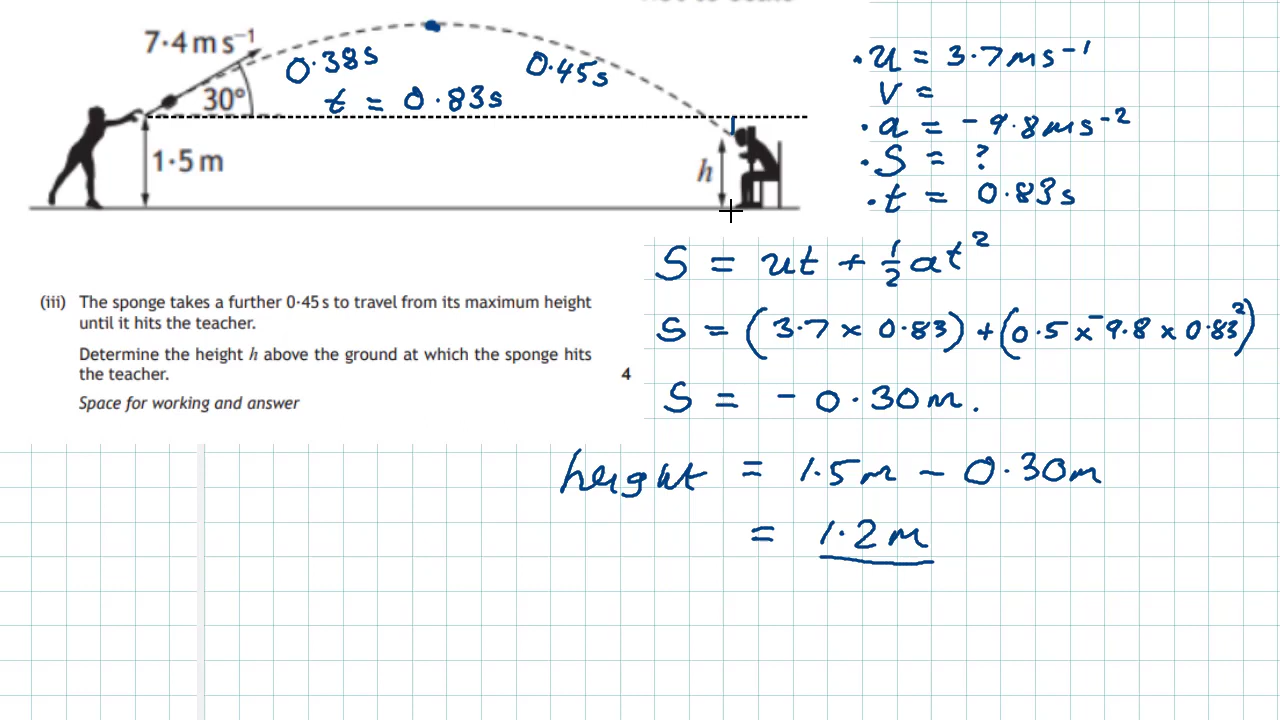 7·4 m s⁻¹
0.38s
0.45s
30°
t = 0.83s
1·5 m
h
(iii) The sponge takes a further 0·45 s to travel from its maximum height
until it hits the teacher.
Determine the height h above the ground at which the sponge hits
the teacher.
4
Space for working and answer
· u = 3.7ms⁻¹
v =
· a = -9.8ms⁻²
· s = ?
· t = 0.83s
s = ut + ½at²
s = (3.7 × 0.83) + (0.5 × ⁻9.8 × 0.83²)
s = -0.30m.
height = 1.5m - 0.30m
= 1.2m